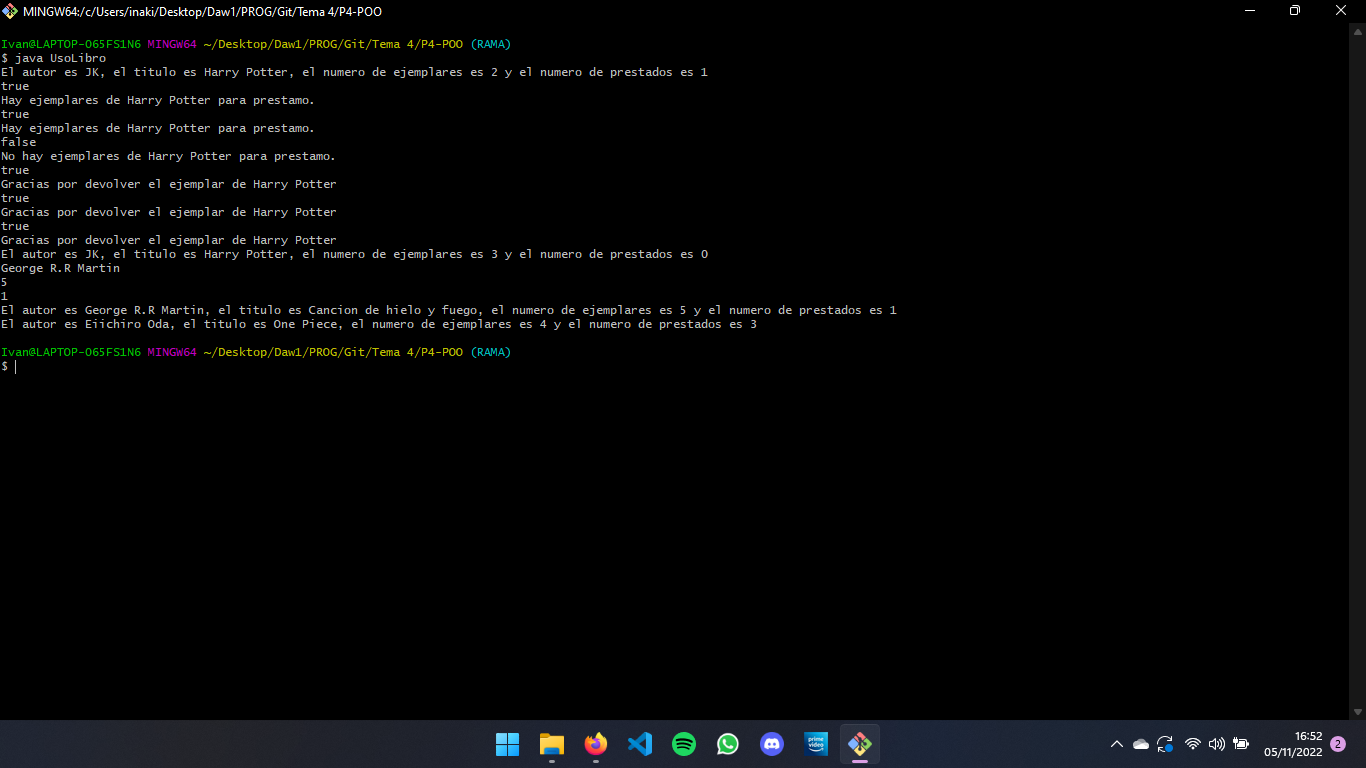 MINGW64:/c/Users/inaki/Desktop/Daw1/PROG/Git/Tema 4/P4-POO
Ivan@LAPTOP-O65FS1N6 MINGW64 ~/Desktop/Daw1/PROG/Git/Tema 4/P4-POO (RAMA)
$ java UsoLibro
El autor es JK, el titulo es Harry Potter, el numero de ejemplares es 2 y el numero de prestados es 1
true
Hay ejemplares de Harry Potter para prestamo.
true
Hay ejemplares de Harry Potter para prestamo.
false
No hay ejemplares de Harry Potter para prestamo.
true
Gracias por devolver el ejemplar de Harry Potter
true
Gracias por devolver el ejemplar de Harry Potter
true
Gracias por devolver el ejemplar de Harry Potter
El autor es JK, el titulo es Harry Potter, el numero de ejemplares es 3 y el numero de prestados es 0
George R.R Martin
5
1
El autor es George R.R Martin, el titulo es Cancion de hielo y fuego, el numero de ejemplares es 5 y el numero de prestados es 1
El autor es Eiichiro Oda, el titulo es One Piece, el numero de ejemplares es 4 y el numero de prestados es 3
Ivan@LAPTOP-O65FS1N6 MINGW64 ~/Desktop/Daw1/PROG/Git/Tema 4/P4-POO (RAMA)
$
prime
video
16:52
05/11/2022
2